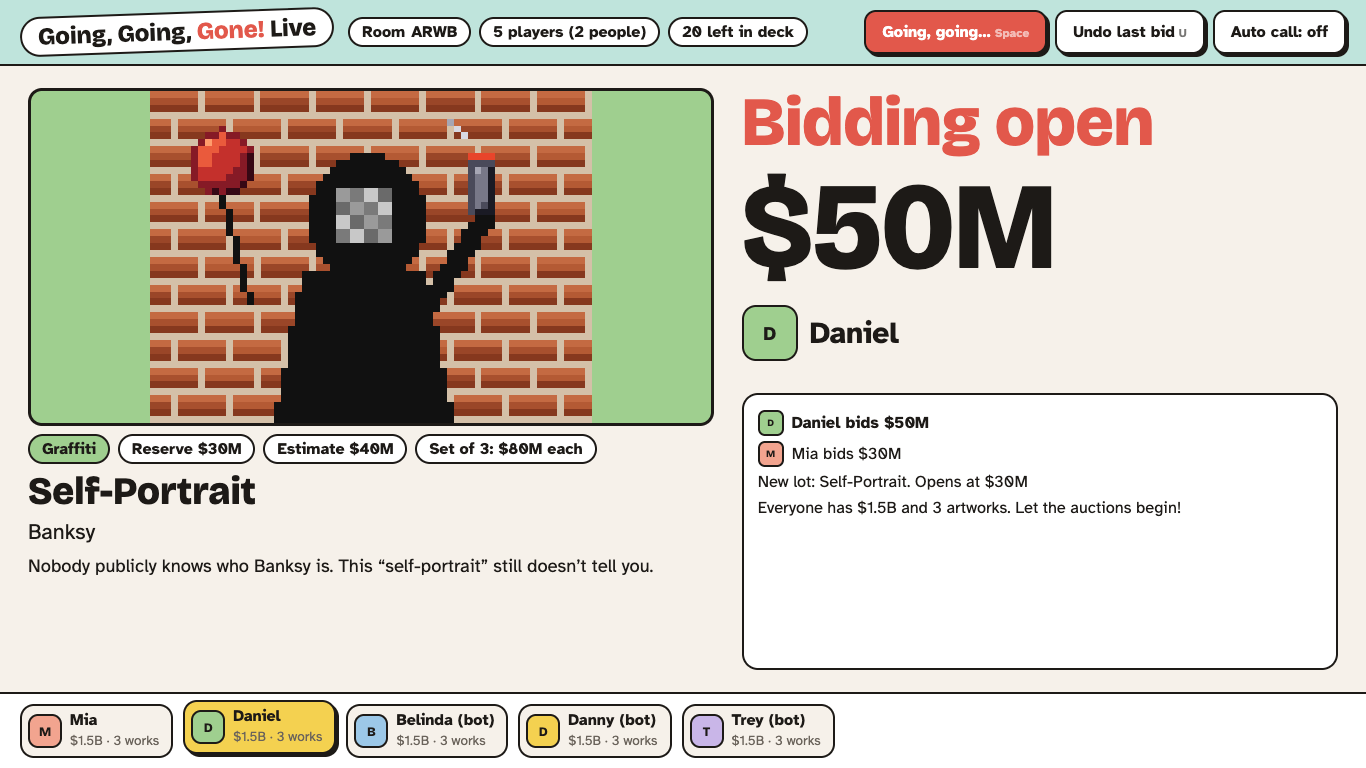 Going, Going, Gone! Live
Room ARWB
5 players (2 people)
20 left in deck
Going, going... Space
Undo last bid U
Auto call: off
Graffiti
Reserve $30M
Estimate $40M
Set of 3: $80M each
Self-Portrait
Banksy
Nobody publicly knows who Banksy is. This “self-portrait” still doesn’t tell you.
Bidding open
$50M
D Daniel
D Daniel bids $50M
M Mia bids $30M
New lot: Self-Portrait. Opens at $30M
Everyone has $1.5B and 3 artworks. Let the auctions begin!
M Mia
$1.5B · 3 works
D Daniel
$1.5B · 3 works
B Belinda (bot)
$1.5B · 3 works
D Danny (bot)
$1.5B · 3 works
T Trey (bot)
$1.5B · 3 works